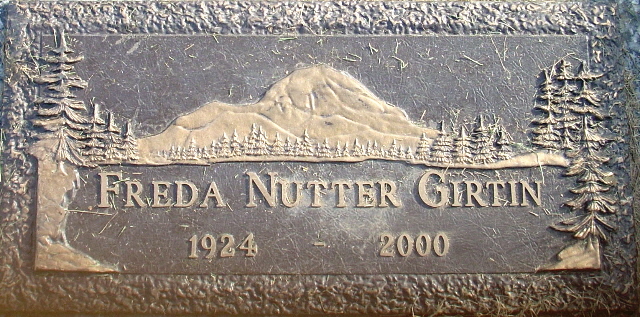 FREDA NUTTER GIRTIN
1924 - 2000